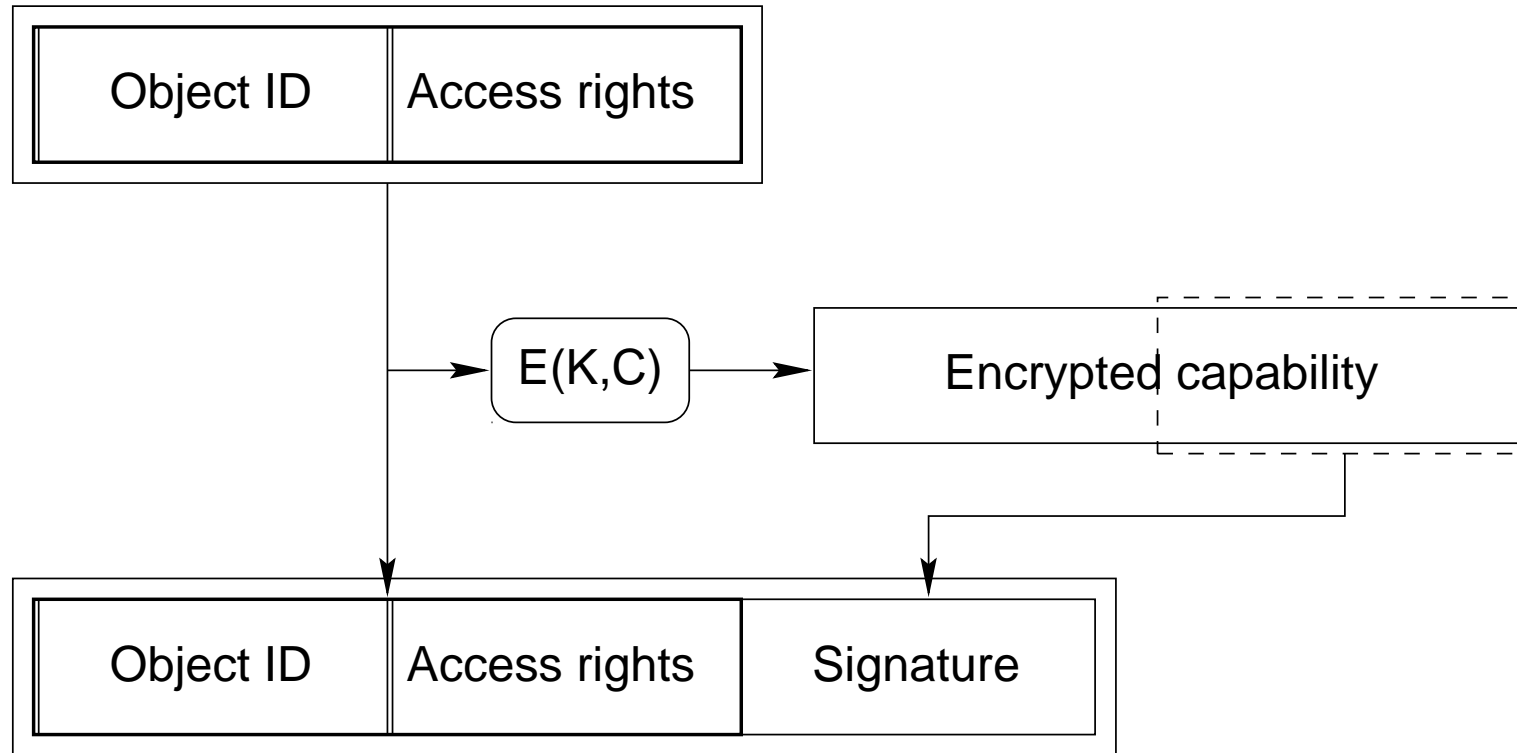 Object ID Access rights
E(K,C) Encrypted capability
Object ID Access rights Signature